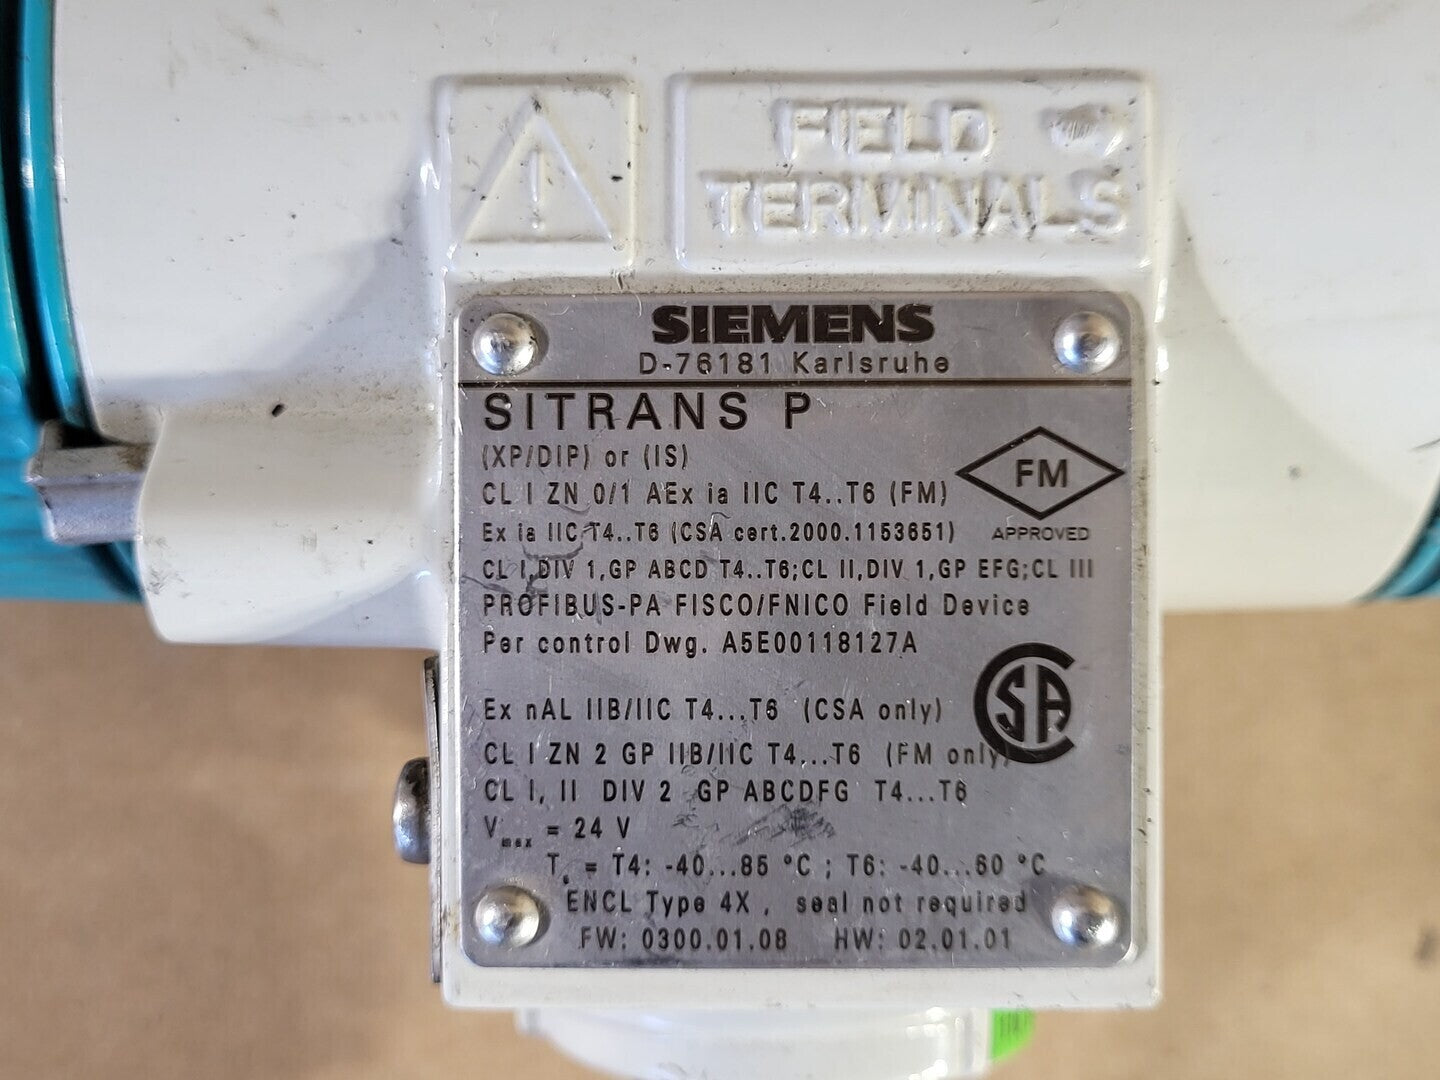 FIELD
TERMINALS
SIEMENS
D-76181 Karlsruhe
SITRANS P
(XP/DIP) or (IS)
CL I ZN 0/1 AEx ia IIC T4..T6 (FM)
FM
APPROVED
Ex ia IIC T4..T6 (CSA cert.2000.1153651)
CL I,DIV 1,GP ABCD T4..T6;CL II,DIV 1,GP EFG;CL III
PROFIBUS-PA FISCO/FNICO Field Device
Per control Dwg. A5E00118127A
Ex nAL IIB/IIC T4...T6 (CSA only)
CSA
CL I ZN 2 GP IIB/IIC T4...T6 (FM only)
CL I, II DIV 2 GP ABCDFG T4...T6
Vmax = 24 V
Ta = T4: -40...85 °C ; T6: -40...60 °C
ENCL Type 4X, seal not required
FW: 0300.01.08 HW: 02.01.01